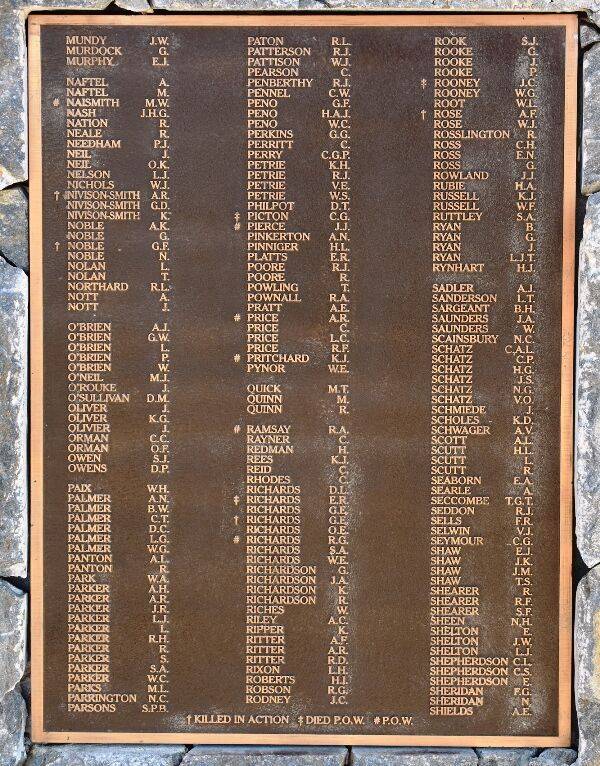 MUNDY J.W.
MURDOCK G.
MURPHY E.J.
NAFTEL A.
NAFTEL M.
# NAISMITH M.W.
NASH J.H.G.
NATION R.
NEALE R.
NEEDHAM P.J.
NEIL J.
NEIL O.K.
NELSON L.J.
NICHOLS W.J.
† #NIVISON-SMITH A.R.
NIVISON-SMITH G.D.
NIVISON-SMITH K.
NOBLE A.K.
NOBLE G.
† NOBLE G.F.
NOBLE N.
NOLAN L.
NOLAN T.
NORTHARD R.L.
NOTT A.
NOTT J.
O'BRIEN A.J.
O'BRIEN G.W.
O'BRIEN L.
O'BRIEN P.
O'BRIEN W.
O'NEIL M.J.
O'ROUKE J.
O'SULLIVAN D.M.
OLIVER J.
OLIVER K.G.
OLIVIER J.
ORMAN C.C.
ORMAN O.F.
OWEN S.J.
OWENS D.P.
PAIX W.H.
PALMER A.N.
PALMER B.W.
PALMER C.T.
PALMER D.C.
PALMER L.G.
PALMER W.G.
PANTON A.L.
PANTON R.
PARK W.A.
PARKER A.H.
PARKER A.R.
PARKER J.R.
PARKER L.J.
PARKER L.
PARKER R.H.
PARKER R.
PARKER S.
PARKER S.A.
PARKER W.C.
PARKS M.L.
PARRINGTON N.C.
PARSONS S.P.B.
PATON R.L.
PATTERSON R.J.
PATTISON W.J.
PEARSON C.
PENBERTHY R.J.
PENNEL C.W.
PENO G.F.
PENO H.A.J.
PENO W.C.
PERKINS G.G.
PERRITT C.
PERRY C.G.P.
PETRIE K.H.
PETRIE R.J.
PETRIE V.E.
PETRIE W.S.
PHILPOT D.T.
‡ PICTON C.G.
# PIERCE J.J.
PINKERTON A.N.
PINNIGER H.L.
PLATTS E.R.
POORE R.J.
POORE R.
POWLING T.
POWNALL R.A.
PRATT A.E.
# PRICE A.R.
PRICE C.
PRICE L.C.
PRICE R.P.
# PRITCHARD K.J.
PYNOR W.E.
QUICK M.T.
QUINN M.
QUINN R.
# RAMSAY R.A.
RAYNER C.
REDMAN H.
REES K.J.
REID C.
RHODES C.
RICHARDS D.L.
‡ RICHARDS E.R.
RICHARDS G.E.
† RICHARDS G.E.
RICHARDS O.E.
# RICHARDS R.G.
RICHARDS S.A.
RICHARDS W.E.
RICHARDSON G.
RICHARDSON J.A.
RICHARDSON K.
RICHARDSON R.
RICHES W.
RILEY A.C.
RIPPER K.
RITTER A.F.
RITTER A.R.
RITTER R.D.
RIXON L.H.
ROBERTS H.J.
ROBSON R.G.
RODNEY J.C.
ROOK S.J.
ROOKE G.
ROOKE J.
ROOKE P.
‡ ROONEY J.C.
ROONEY W.G.
ROOT W.L.
† ROSE A.F.
ROSE W.J.
ROSSLINGTON R.
ROSS C.H.
ROSS E.N.
ROSS G.
ROWLAND J.J.
RUBIE H.A.
RUSSELL K.J.
RUSSELL W.F.
RUTTLEY S.A.
RYAN B.
RYAN G.
RYAN J.
RYAN L.J.T.
RYNHART H.J.
SADLER A.J.
SANDERSON L.T.
SARGEANT B.H.
SAUNDERS J.A.
SAUNDERS W.
SCAINSBURY N.C.
SCHATZ C.A.L.
SCHATZ C.P.
SCHATZ H.G.
SCHATZ J.S.
SCHATZ N.G.
SCHATZ V.O.
SCHMIEDE J.
SCHOLES K.D.
SCHWAGER A.V.
SCOTT A.L.
SCUTT H.L.
SCUTT L.
SCUTT R.
SEABORN E.A.
SEARLE A.
SECCOMBE T.G.T.
SEDDON R.J.
SELLS F.R.
SELWIN V.J.
SEYMOUR C.G.
SHAW E.J.
SHAW J.K.
SHAW J.M.
SHAW T.S.
SHEARER R.
SHEARER R.F.
SHEARER S.F.
SHEEN N.H.
SHELTON E.
SHELTON J.W.
SHELTON L.J.
SHEPHERDSON C.L.
SHEPHERDSON C.S.
SHEPHERDSON E.
SHERIDAN F.G.
SHERIDAN N.
SHIELDS A.E.
† KILLED IN ACTION ‡ DIED P.O.W. # P.O.W.